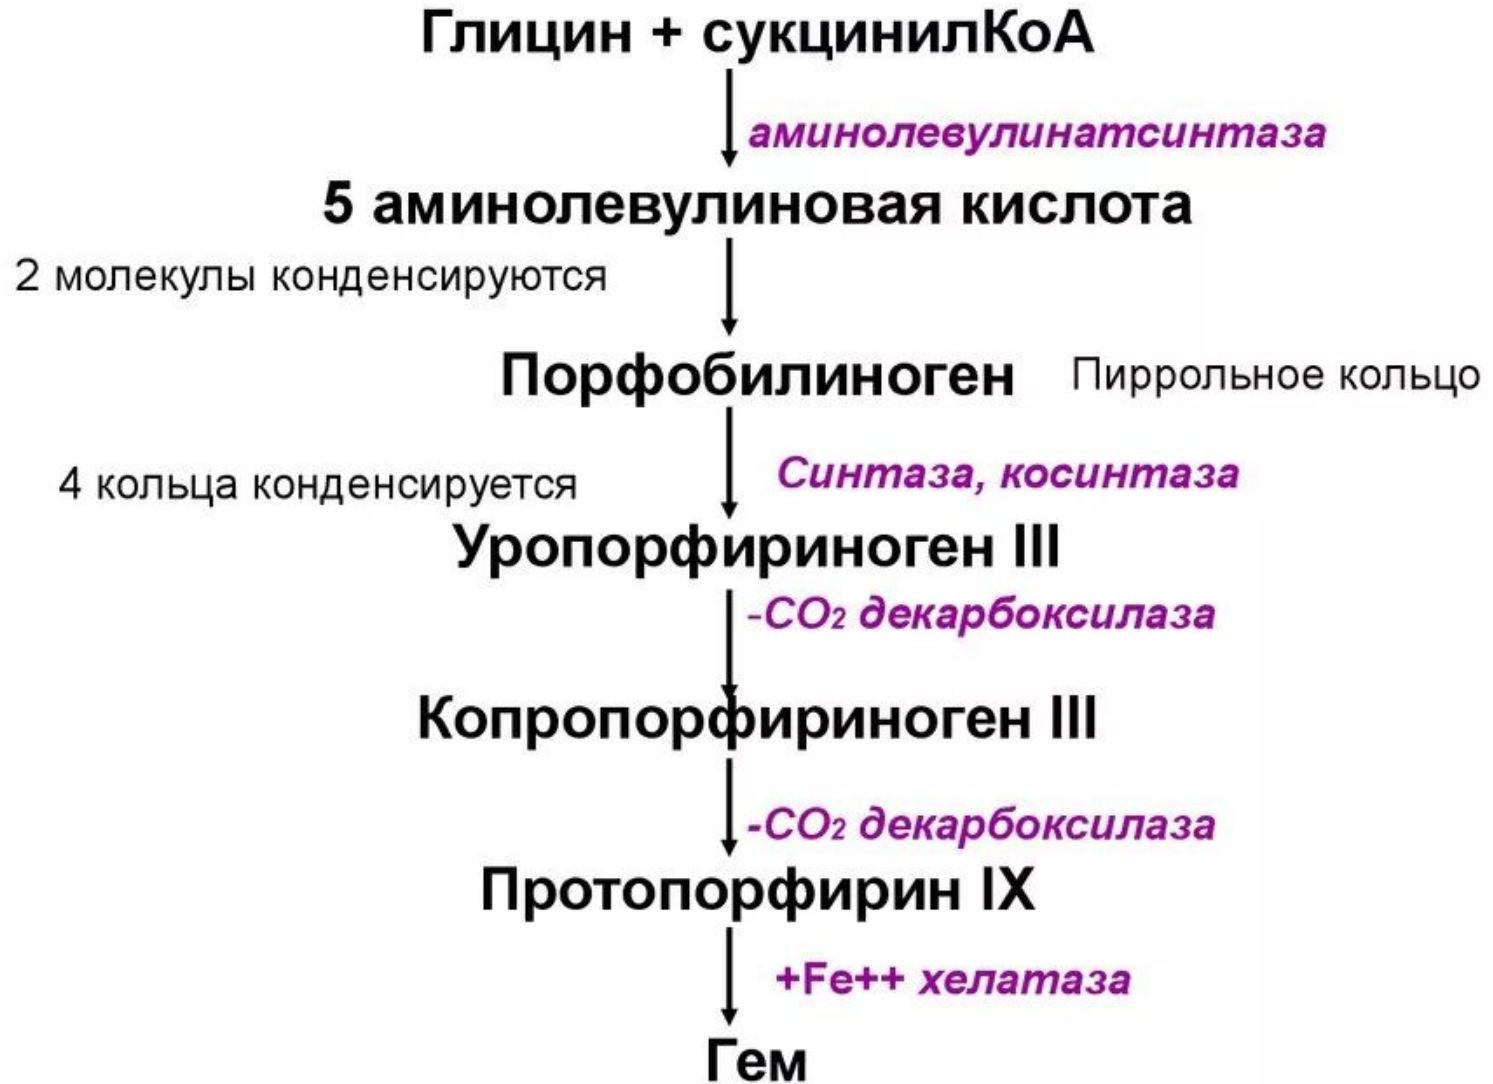 Глицин + сукцинилКоА
аминолевулинатсинтаза
5 аминолевулиновая кислота
2 молекулы конденсируются
Порфобилиноген Пиррольное кольцо
4 кольца конденсируется Синтаза, косинтаза
Уропорфириноген III
-CO₂ декарбоксилаза
Копропорфириноген III
-CO₂ декарбоксилаза
Протопорфирин IX
+Fe++ хелатаза
Гем